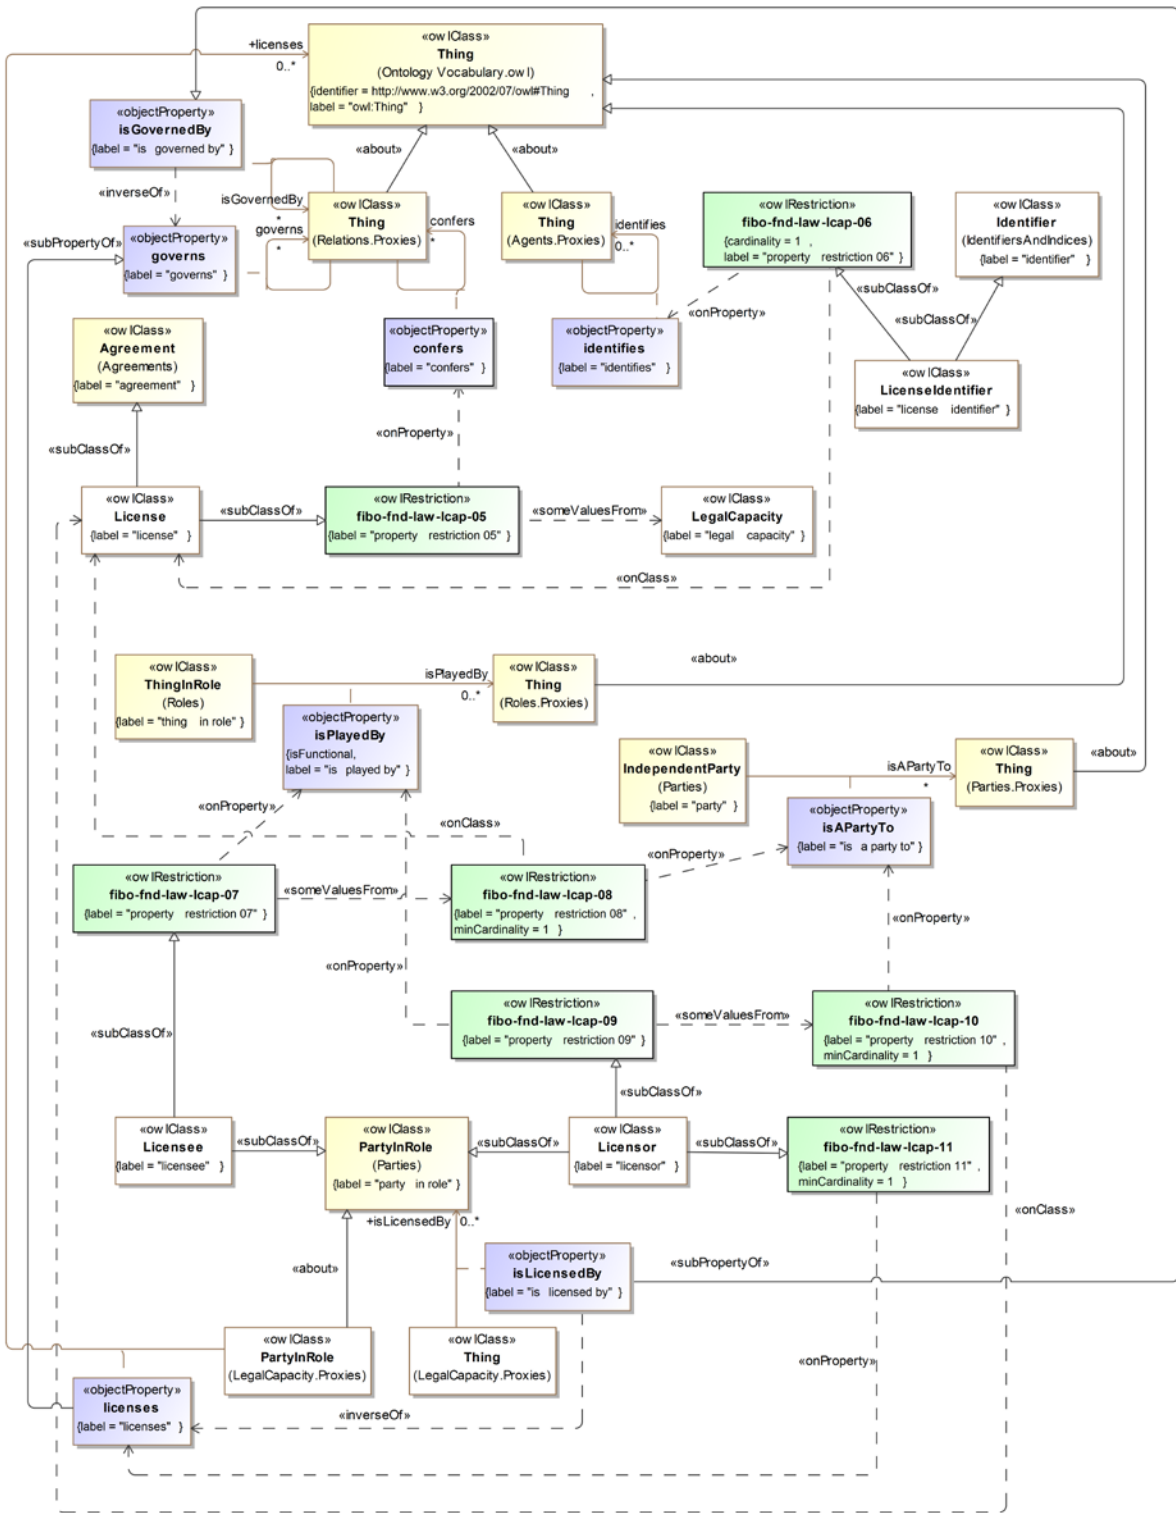 «owlClass»
Thing
(Ontology Vocabulary.owl)
{identifier = http://www.w3.org/2002/07/owl#Thing ,
label = "owl:Thing" }
+licenses
0..*
«objectProperty»
isGovernedBy
{label = "is governed by" }
«about»
«about»
«inverseOf»
isGovernedBy
*
governs
*
«owlClass»
Thing
(Relations.Proxies)
confers
*
«owlClass»
Thing
(Agents.Proxies)
identifies
0..*
«owlRestriction»
fibo-fnd-law-lcap-06
{cardinality = 1 ,
label = "property restriction 06" }
«owlClass»
Identifier
(IdentifiersAndIndices)
{label = "identifier" }
«subPropertyOf»
«objectProperty»
governs
{label = "governs" }
«subClassOf»
«onProperty»
«subClassOf»
«owlClass»
Agreement
(Agreements)
{label = "agreement" }
«objectProperty»
confers
{label = "confers" }
«objectProperty»
identifies
{label = "identifies" }
«owlClass»
LicenseIdentifier
{label = "license identifier" }
«onProperty»
«subClassOf»
«owlClass»
License
{label = "license" }
«subClassOf»
«owlRestriction»
fibo-fnd-law-lcap-05
{label = "property restriction 05" }
«someValuesFrom»
«owlClass»
LegalCapacity
{label = "legal capacity" }
«onClass»
«owlClass»
ThingInRole
(Roles)
{label = "thing in role" }
isPlayedBy
0..*
«owlClass»
Thing
(Roles.Proxies)
«about»
«objectProperty»
isPlayedBy
{isFunctional,
label = "is played by" }
«owlClass»
IndependentParty
(Parties)
{label = "party" }
isAPartyTo
*
«owlClass»
Thing
(Parties.Proxies)
«about»
«objectProperty»
isAPartyTo
{label = "is a party to" }
«onProperty»
«onClass»
«onProperty»
«owlRestriction»
fibo-fnd-law-lcap-07
{label = "property restriction 07" }
«someValuesFrom»
«owlRestriction»
fibo-fnd-law-lcap-08
{label = "property restriction 08" ,
minCardinality = 1 }
«onProperty»
«onProperty»
«owlRestriction»
fibo-fnd-law-lcap-09
{label = "property restriction 09" }
«someValuesFrom»
«owlRestriction»
fibo-fnd-law-lcap-10
{label = "property restriction 10" ,
minCardinality = 1 }
«subClassOf»
«subClassOf»
«owlClass»
Licensee
{label = "licensee" }
«subClassOf»
«owlClass»
PartyInRole
(Parties)
{label = "party in role" }
«subClassOf»
«owlClass»
Licensor
{label = "licensor" }
«subClassOf»
«owlRestriction»
fibo-fnd-law-lcap-11
{label = "property restriction 11" ,
minCardinality = 1 }
+isLicensedBy
0..*
«onClass»
«about»
«objectProperty»
isLicensedBy
{label = "is licensed by" }
«subPropertyOf»
«owlClass»
PartyInRole
(LegalCapacity.Proxies)
«owlClass»
Thing
(LegalCapacity.Proxies)
«onProperty»
«objectProperty»
licenses
{label = "licenses" }
«inverseOf»